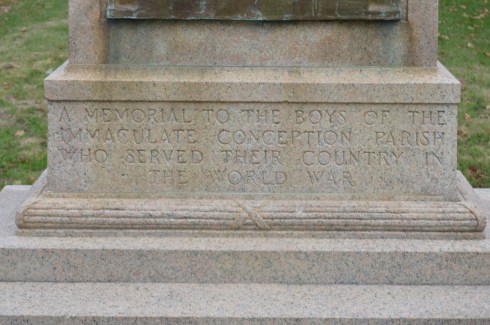 A MEMORIAL TO THE BOYS OF THE
IMMACULATE CONCEPTION PARISH
WHO SERVED THEIR COUNTRY IN
THE WORLD WAR